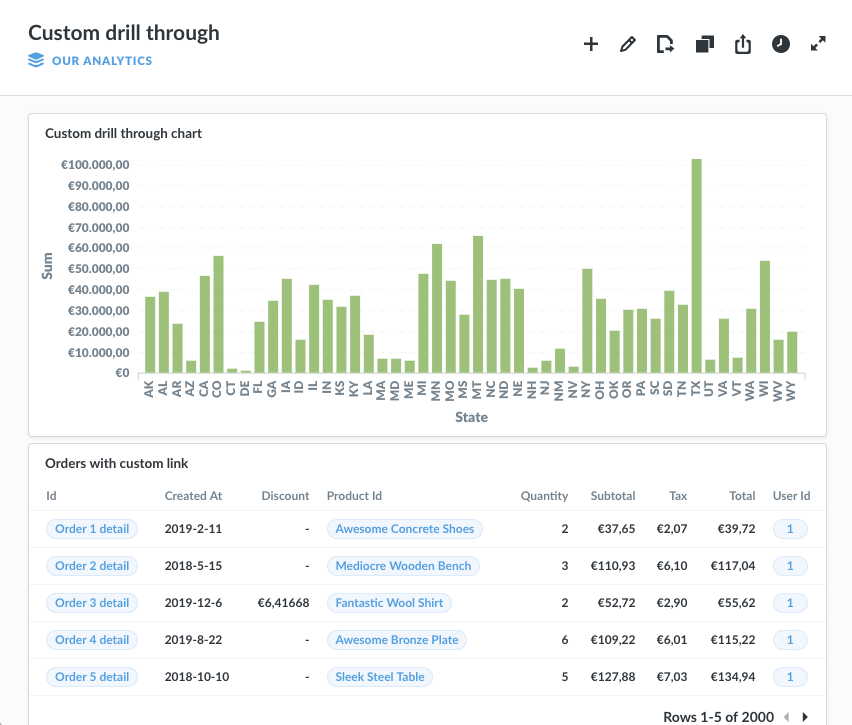 Custom drill through
OUR ANALYTICS
Custom drill through chart
€100.000,00
€90.000,00
€80.000,00
€70.000,00
€60.000,00
€50.000,00
€40.000,00
€30.000,00
€20.000,00
€10.000,00
€0
Sum
AK AL AR AZ CA CO CT DE FL GA IA ID IL IN KS KY LA MA MD ME MI MN MO MS MT NC ND NE NH NJ NM NV NY OH OK OR PA SC SD TN TX UT VA VT WA WI WV WY
State
Orders with custom link
Id Created At Discount Product Id Quantity Subtotal Tax Total User Id
Order 1 detail 2019-2-11 - Awesome Concrete Shoes 2 €37,65 €2,07 €39,72 1
Order 2 detail 2018-5-15 - Mediocre Wooden Bench 3 €110,93 €6,10 €117,04 1
Order 3 detail 2019-12-6 €6,41668 Fantastic Wool Shirt 2 €52,72 €2,90 €55,62 1
Order 4 detail 2019-8-22 - Awesome Bronze Plate 6 €109,22 €6,01 €115,22 1
Order 5 detail 2018-10-10 - Sleek Steel Table 5 €127,88 €7,03 €134,94 1
Rows 1-5 of 2000